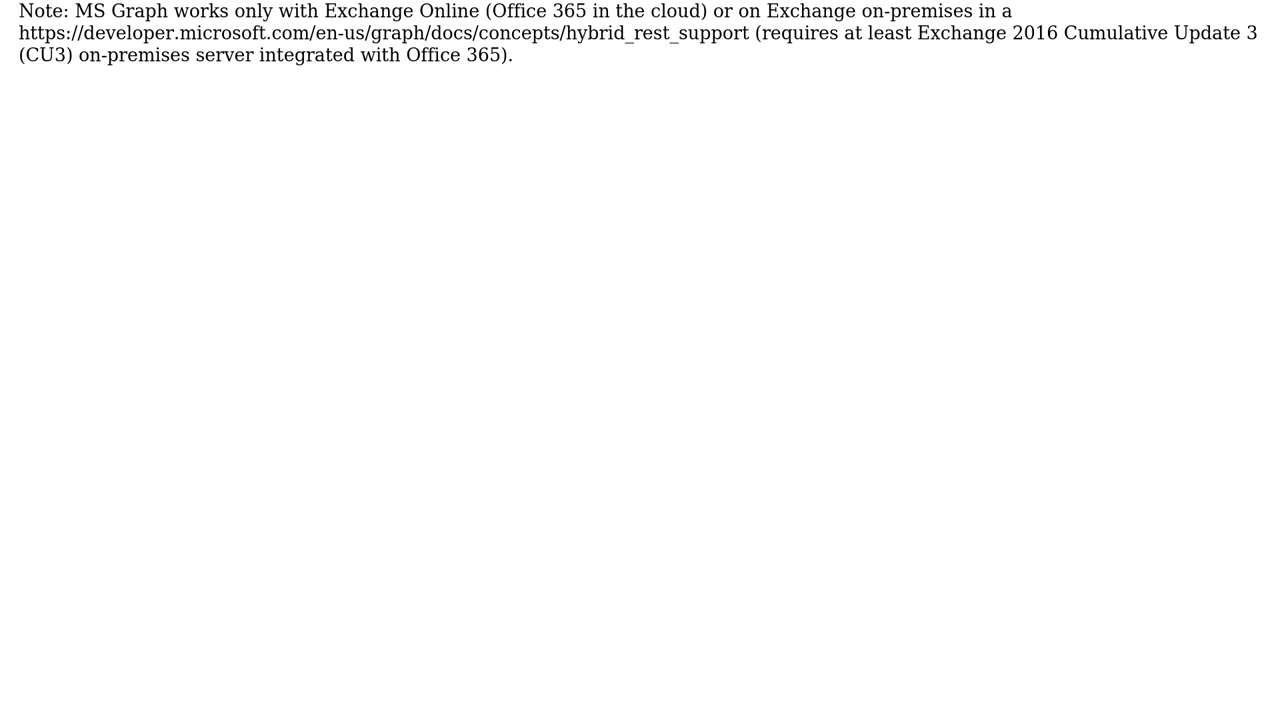 Note: MS Graph works only with Exchange Online (Office 365 in the cloud) or on Exchange on-premises in a
https://developer.microsoft.com/en-us/graph/docs/concepts/hybrid_rest_support (requires at least Exchange 2016 Cumulative Update 3
(CU3) on-premises server integrated with Office 365).